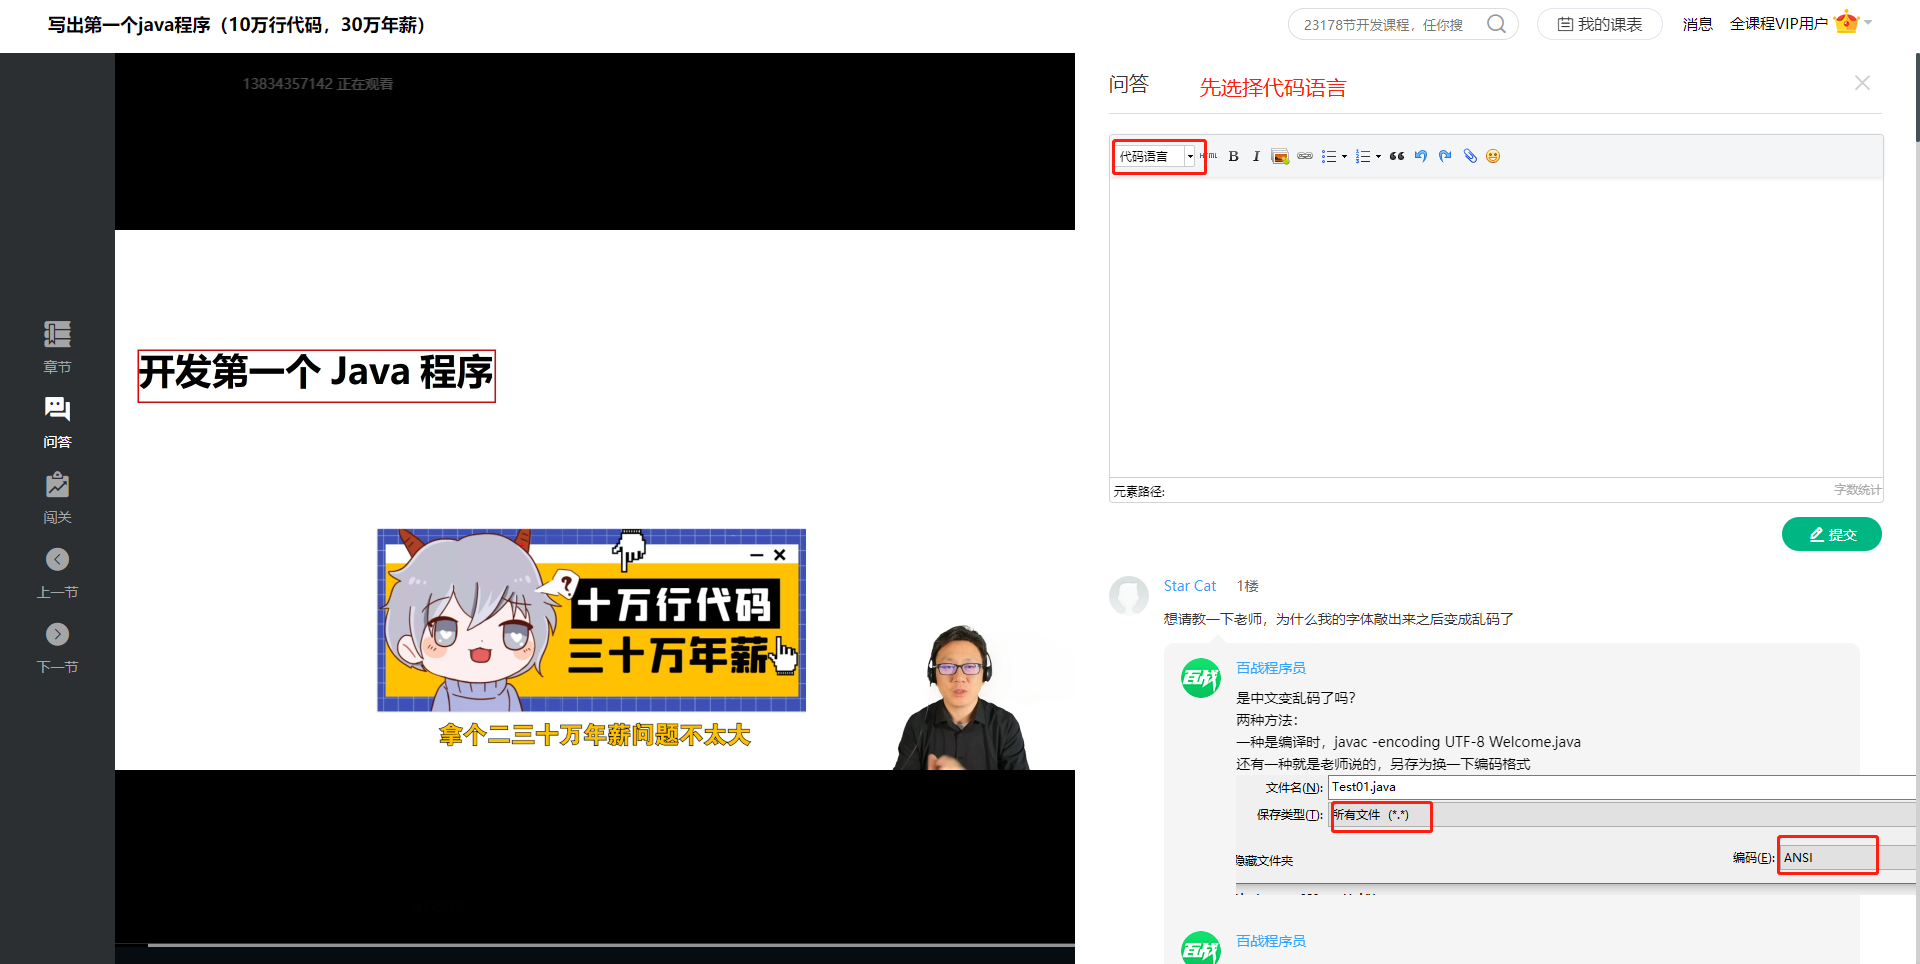 写出第一个java程序（10万行代码，30万年薪）
23178节开发课程，任你搜
我的课表
消息
全课程VIP用户
13834357142 正在观看
章节
问答
闯关
上一节
下一节
开发第一个 Java 程序
?
十万行代码
三十万年薪
拿个二三十万年薪问题不太大
问答
先选择代码语言
代码语言
HTML B I
元素路径:
字数统计
提交
Star Cat 1楼
想请教一下老师，为什么我的字体敲出来之后变成乱码了
百战
百战程序员
是中文变乱码了吗？
两种方法：
一种是编译时，javac -encoding UTF-8 Welcome.java
还有一种就是老师说的，另存为换一下编码格式
文件名(N): Test01.java
保存类型(T): 所有文件 (*.*)
隐藏文件夹
编码(E): ANSI
百战
百战程序员